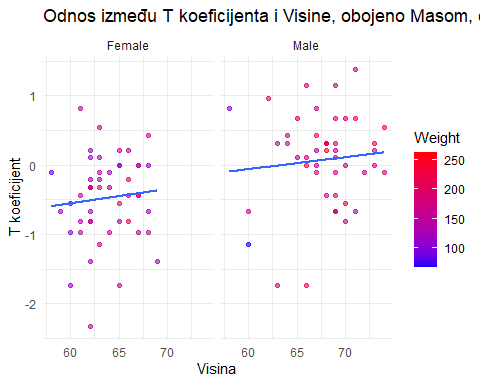 Odnos između T koeficijenta i Visine, obojeno Masom,
Female
Male
T koeficijent
1
0
-1
-2
60
65
70
60
65
70
Visina
Weight
250
200
150
100